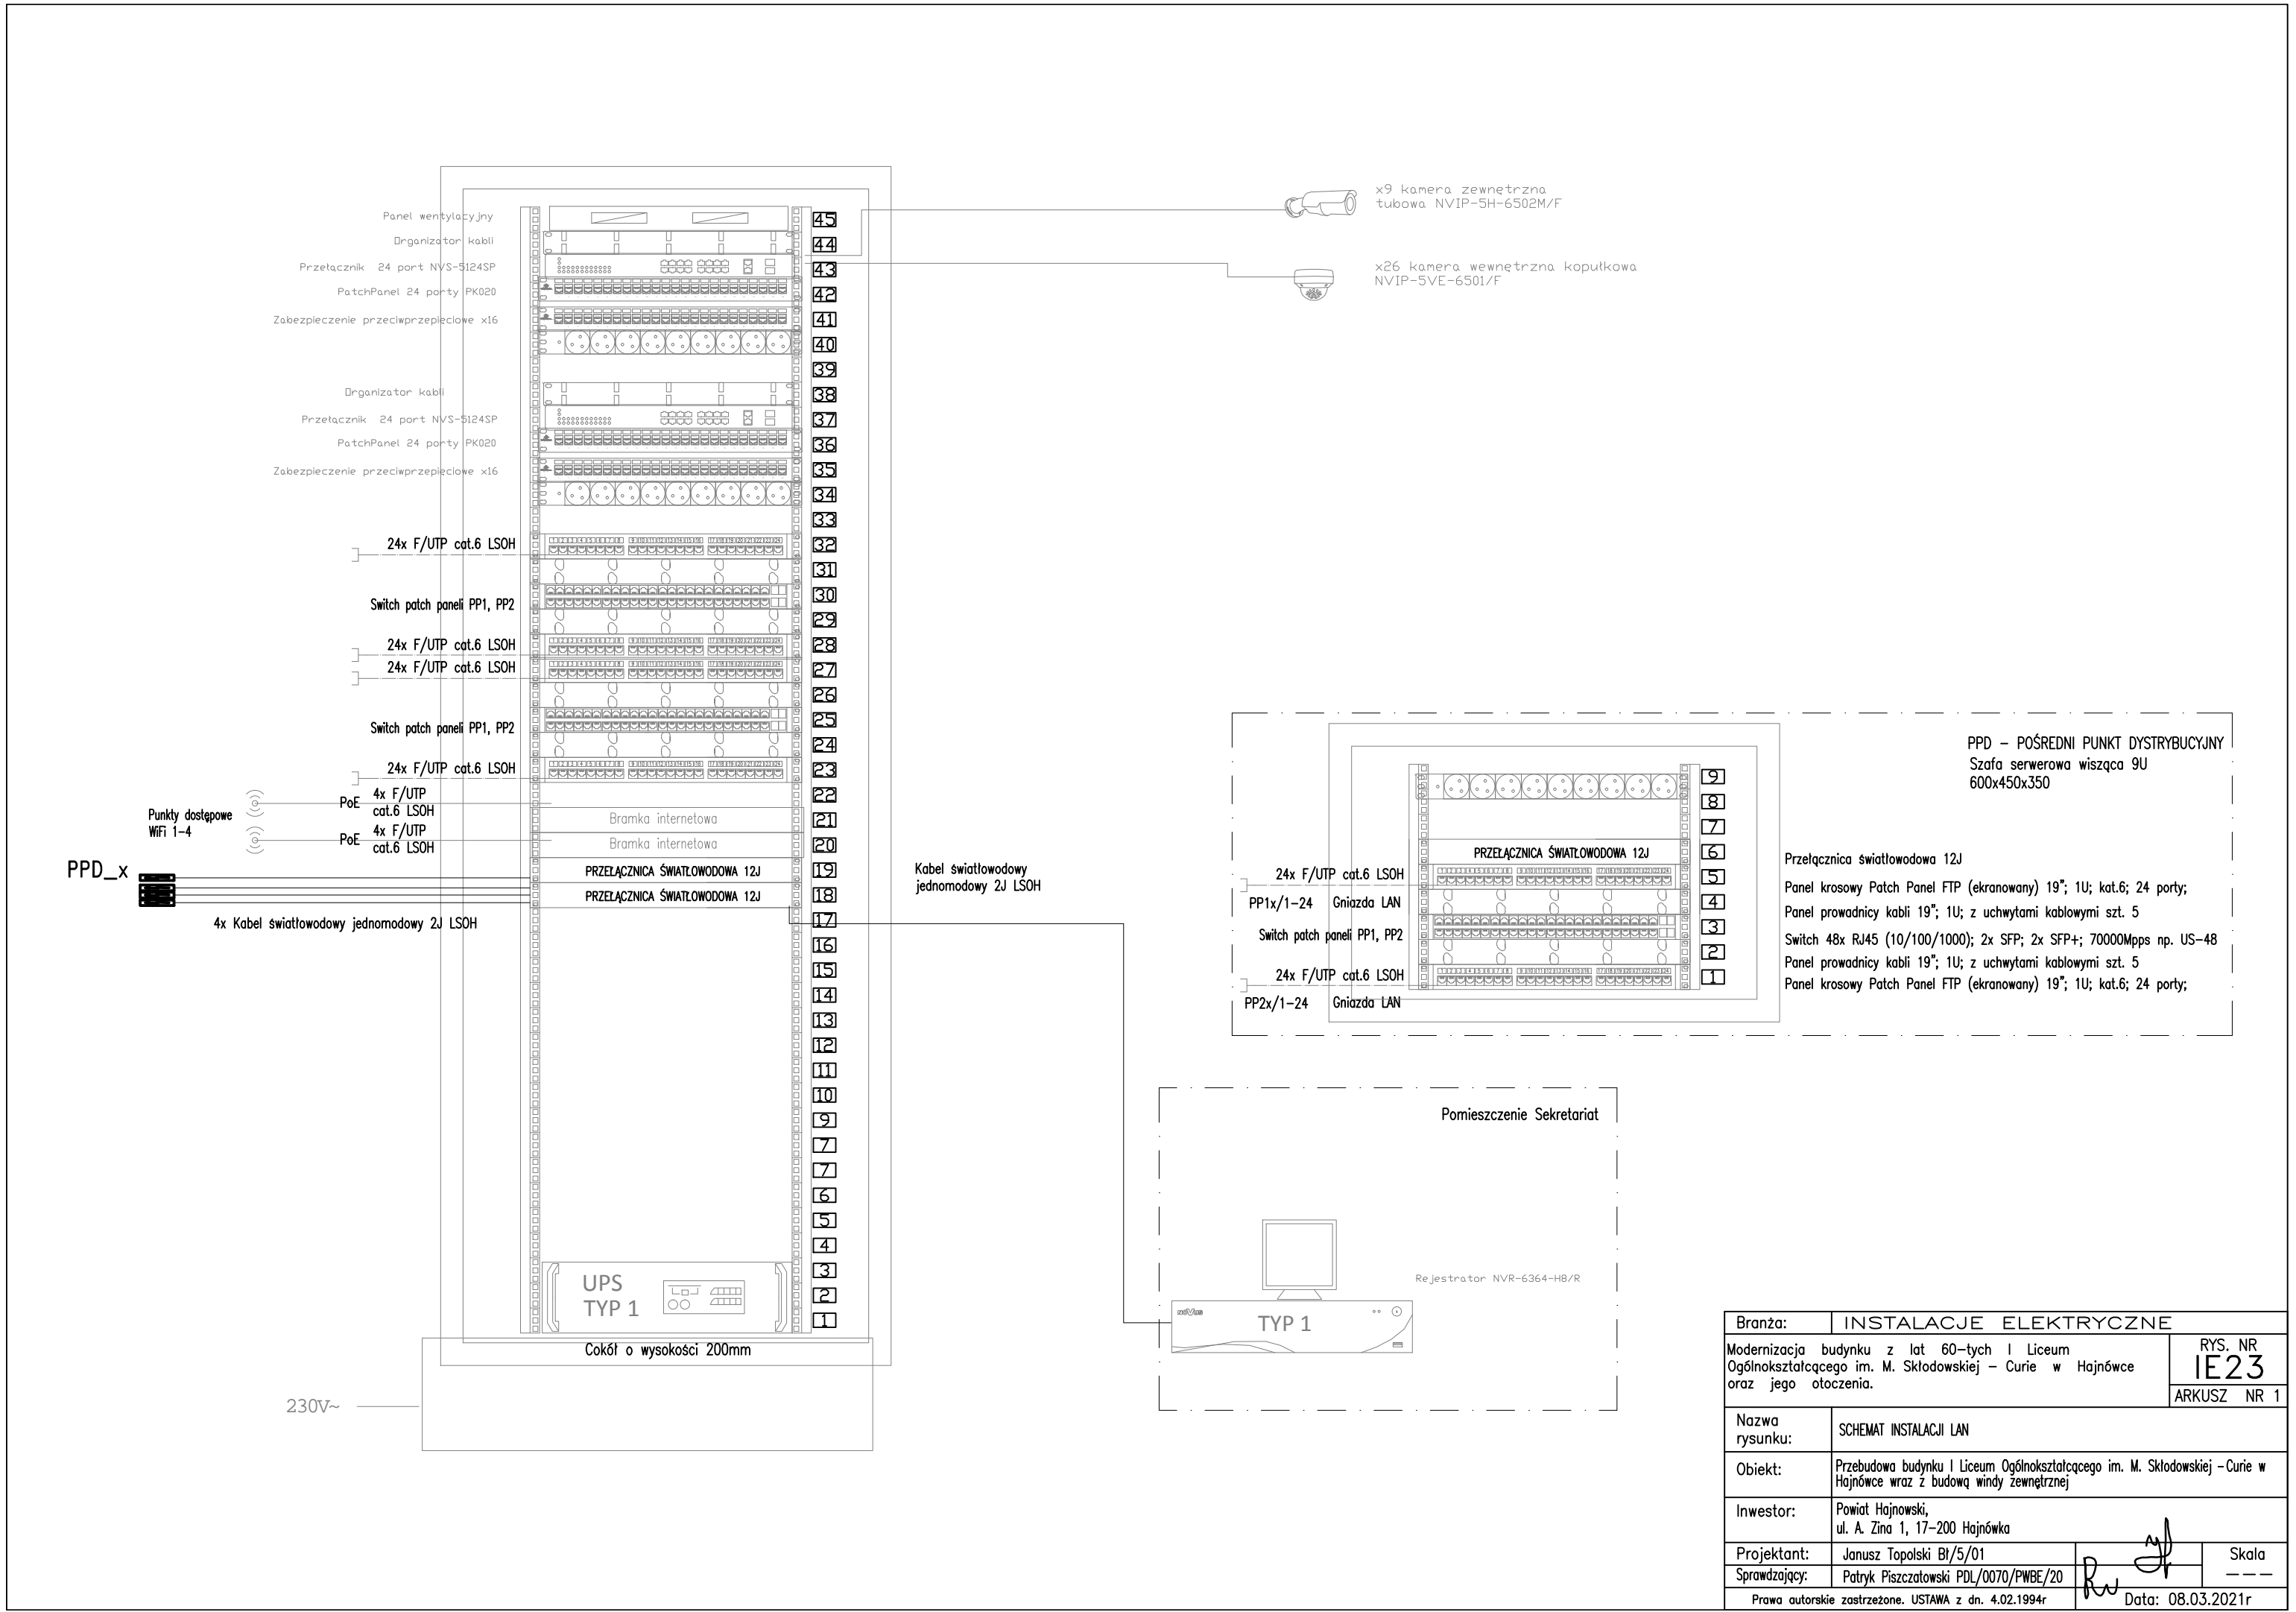 Panel wentylacyjny
Organizator kabli
Przełącznik 24 port NVS-5124SP
PatchPanel 24 porty PK020
Zabezpieczenie przeciwprzepięciowe x16
Organizator kabli
Przełącznik 24 port NVS-5124SP
PatchPanel 24 porty PK020
Zabezpieczenie przeciwprzepięciowe x16
24x F/UTP cat.6 LSOH
Switch patch paneli PP1, PP2
24x F/UTP cat.6 LSOH
24x F/UTP cat.6 LSOH
Switch patch paneli PP1, PP2
24x F/UTP cat.6 LSOH
Punkty dostępowe
WiFi 1-4
PoE
4x F/UTP
cat.6 LSOH
PoE
4x F/UTP
cat.6 LSOH
PPD_x
4x Kabel światłowodowy jednomodowy 2J LSOH
Bramka internetowa
Bramka internetowa
PRZEŁĄCZNICA ŚWIATŁOWODOWA 12J
PRZEŁĄCZNICA ŚWIATŁOWODOWA 12J
45
44
43
42
41
40
39
38
37
36
35
34
33
32
31
30
29
28
27
26
25
24
23
22
21
20
19
18
17
16
15
14
13
12
11
10
9
7
7
6
5
4
3
2
1
UPS
TYP 1
Cokół o wysokości 200mm
230V~
Kabel światłowodowy
jednomodowy 2J LSOH
x9 kamera zewnętrzna
tubowa NVIP-5H-6502M/F
x26 kamera wewnętrzna kopułkowa
NVIP-5VE-6501/F
PPD – POŚREDNI PUNKT DYSTRYBUCYJNY
Szafa serwerowa wisząca 9U
600x450x350
9
8
7
6
5
4
3
2
1
PRZEŁĄCZNICA ŚWIATŁOWODOWA 12J
24x F/UTP cat.6 LSOH
PP1x/1-24 Gniazda LAN
Switch patch paneli PP1, PP2
24x F/UTP cat.6 LSOH
PP2x/1-24 Gniazda LAN
Przełącznica światłowodowa 12J
Panel krosowy Patch Panel FTP (ekranowany) 19"; 1U; kat.6; 24 porty;
Panel prowadnicy kabli 19"; 1U; z uchwytami kablowymi szt. 5
Switch 48x RJ45 (10/100/1000); 2x SFP; 2x SFP+; 70000Mpps np. US-48
Panel prowadnicy kabli 19"; 1U; z uchwytami kablowymi szt. 5
Panel krosowy Patch Panel FTP (ekranowany) 19"; 1U; kat.6; 24 porty;
Pomieszczenie Sekretariat
Rejestrator NVR-6364-H8/R
NOVUS
TYP 1
Branża: INSTALACJE ELEKTRYCZNE
Modernizacja budynku z lat 60-tych I Liceum
Ogólnokształcącego im. M. Skłodowskiej – Curie w Hajnówce
oraz jego otoczenia.
RYS. NR
IE23
ARKUSZ NR 1
Nazwa
rysunku:
SCHEMAT INSTALACJI LAN
Obiekt:
Przebudowa budynku I Liceum Ogólnokształcącego im. M. Skłodowskiej -Curie w
Hajnówce wraz z budową windy zewnętrznej
Inwestor:
Powiat Hajnowski,
ul. A. Zina 1, 17-200 Hajnówka
Projektant: Janusz Topolski Bł/5/01
Sprawdzający: Patryk Piszczatowski PDL/0070/PWBE/20
Skala
---
Prawa autorskie zastrzeżone. USTAWA z dn. 4.02.1994r
Data: 08.03.2021r